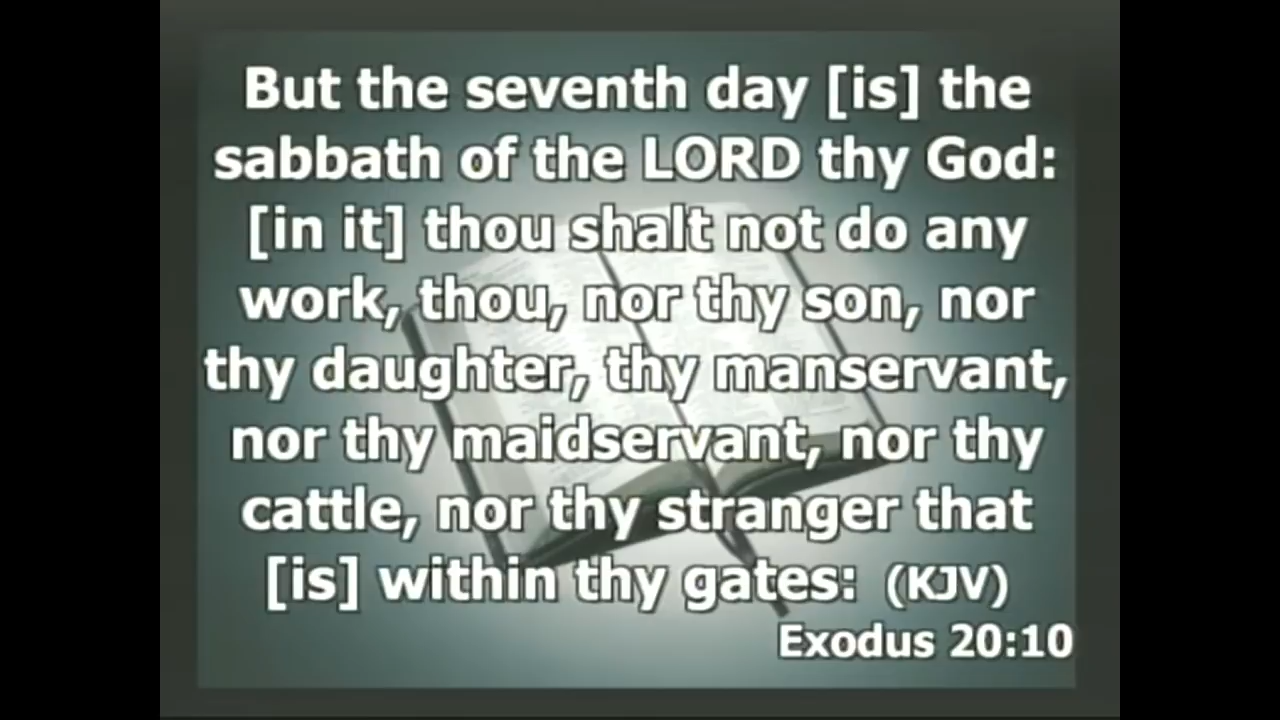 But the seventh day [is] the
sabbath of the LORD thy God:
[in it] thou shalt not do any
work, thou, nor thy son, nor
thy daughter, thy manservant,
nor thy maidservant, nor thy
cattle, nor thy stranger that
[is] within thy gates: (KJV)
Exodus 20:10